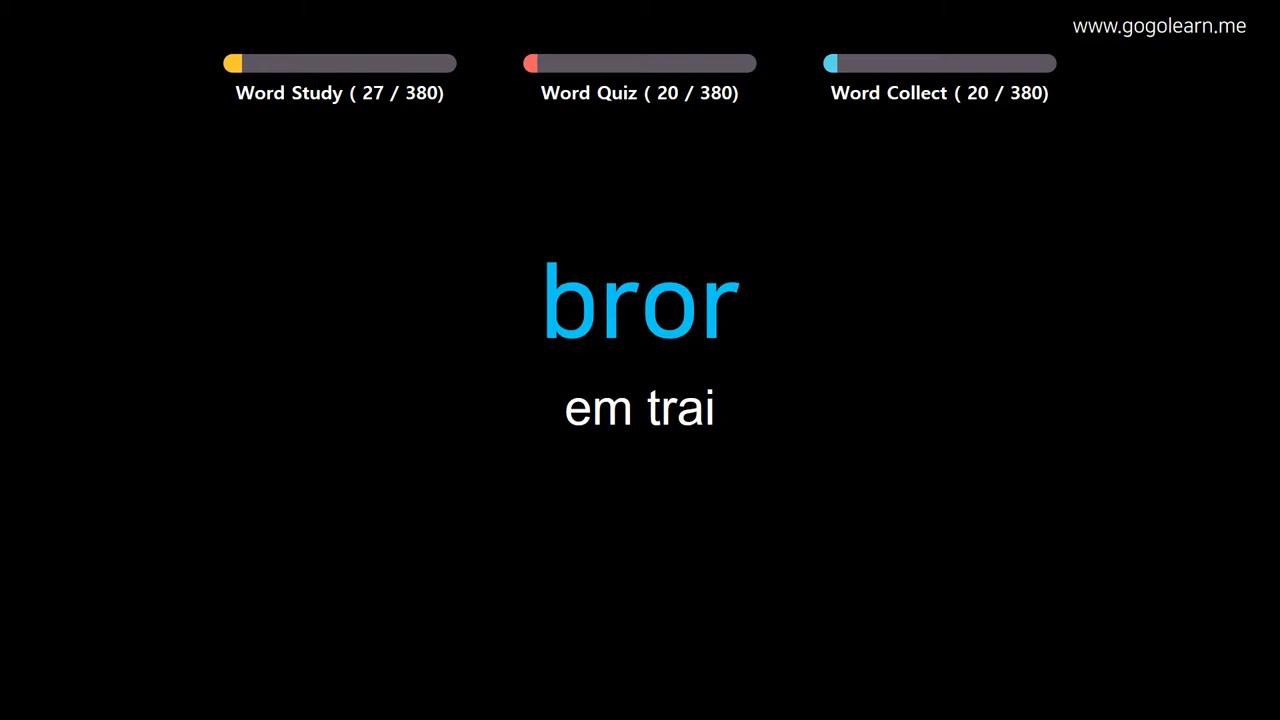 www.gogolearn.me
Word Study ( 27 / 380)
Word Quiz ( 20 / 380)
Word Collect ( 20 / 380)
bror
em trai